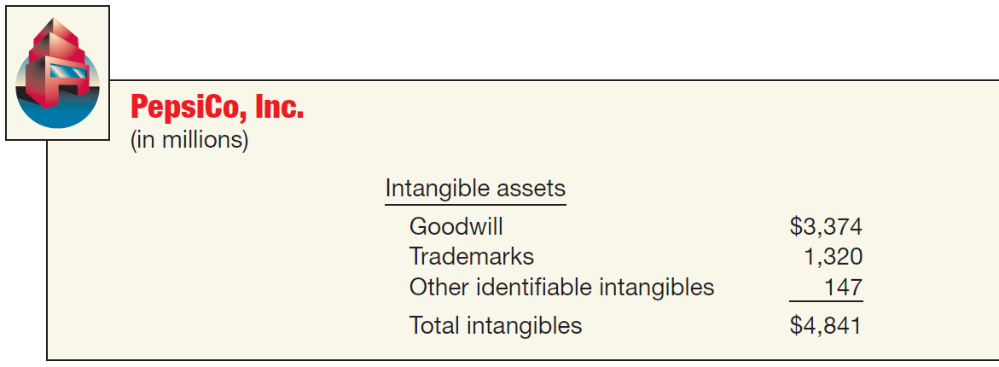 PepsiCo, Inc.
(in millions)
Intangible assets
Goodwill $3,374
Trademarks 1,320
Other identifiable intangibles 147
Total intangibles $4,841